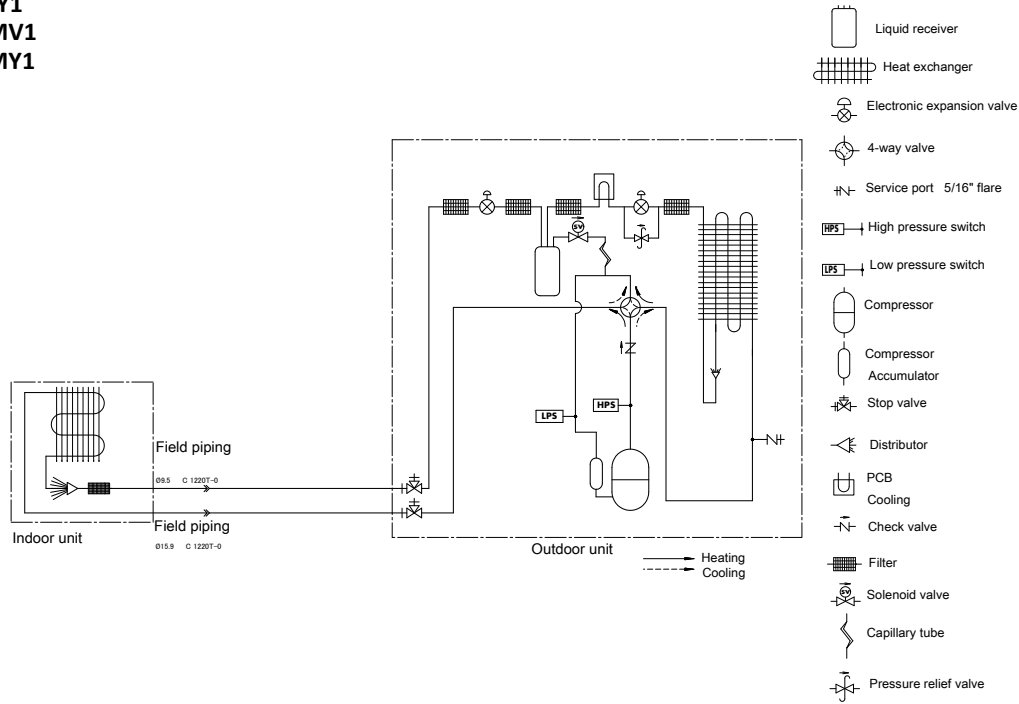 Y1
MV1
MY1
Liquid receiver
Heat exchanger
Electronic expansion valve
4-way valve
Service port 5/16" flare
HPS High pressure switch
LPS Low pressure switch
Compressor
Compressor
Accumulator
Stop valve
Distributor
PCB
Cooling
Check valve
Filter
SV Solenoid valve
Capillary tube
Pressure relief valve
SV
LPS
HPS
Field piping
Ø9.5 C 1220T-0
Field piping
Ø15.9 C 1220T-0
Indoor unit
Outdoor unit
Heating
Cooling